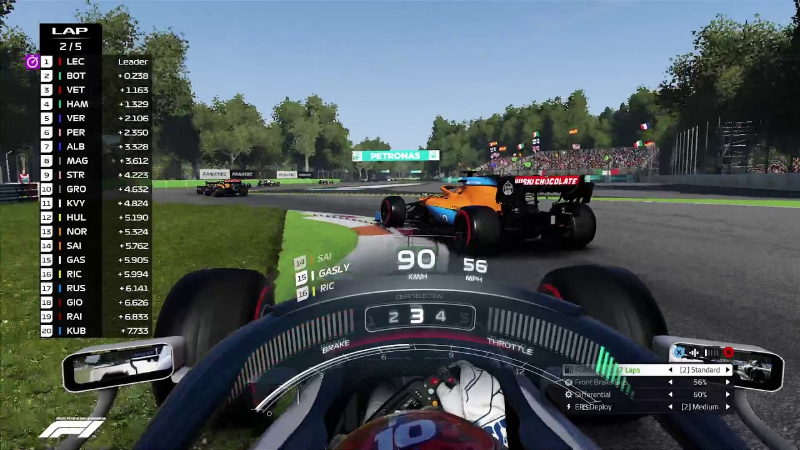 LAP
2/5
1 LEC Leader
2 BOT +0.238
3 VET +1.163
4 HAM +1.329
5 VER +2.106
6 PER +2.350
7 ALB +3.328
8 MAG +3.612
9 STR +4.223
10 GRO +4.632
11 KVY +4.824
12 HUL +5.190
13 NOR +5.324
14 SAI +5.762
15 GAS +5.905
16 RIC +5.994
17 RUS +6.141
18 GIO +6.626
19 RAI +6.833
20 KUB +7.733
FANATEC FANATEC
PETRONAS
HUSKI CHOCOLATE
14 SAI
15 GASLY
16 RIC
90 KM/H
56 MPH
GEAR SELECTION
2 3 4 5
BRAKE
THROTTLE
X
7 Laps [2] Standard
Front Brake 56%
Differential 60%
ERS Deploy [2] Medium
10
F1